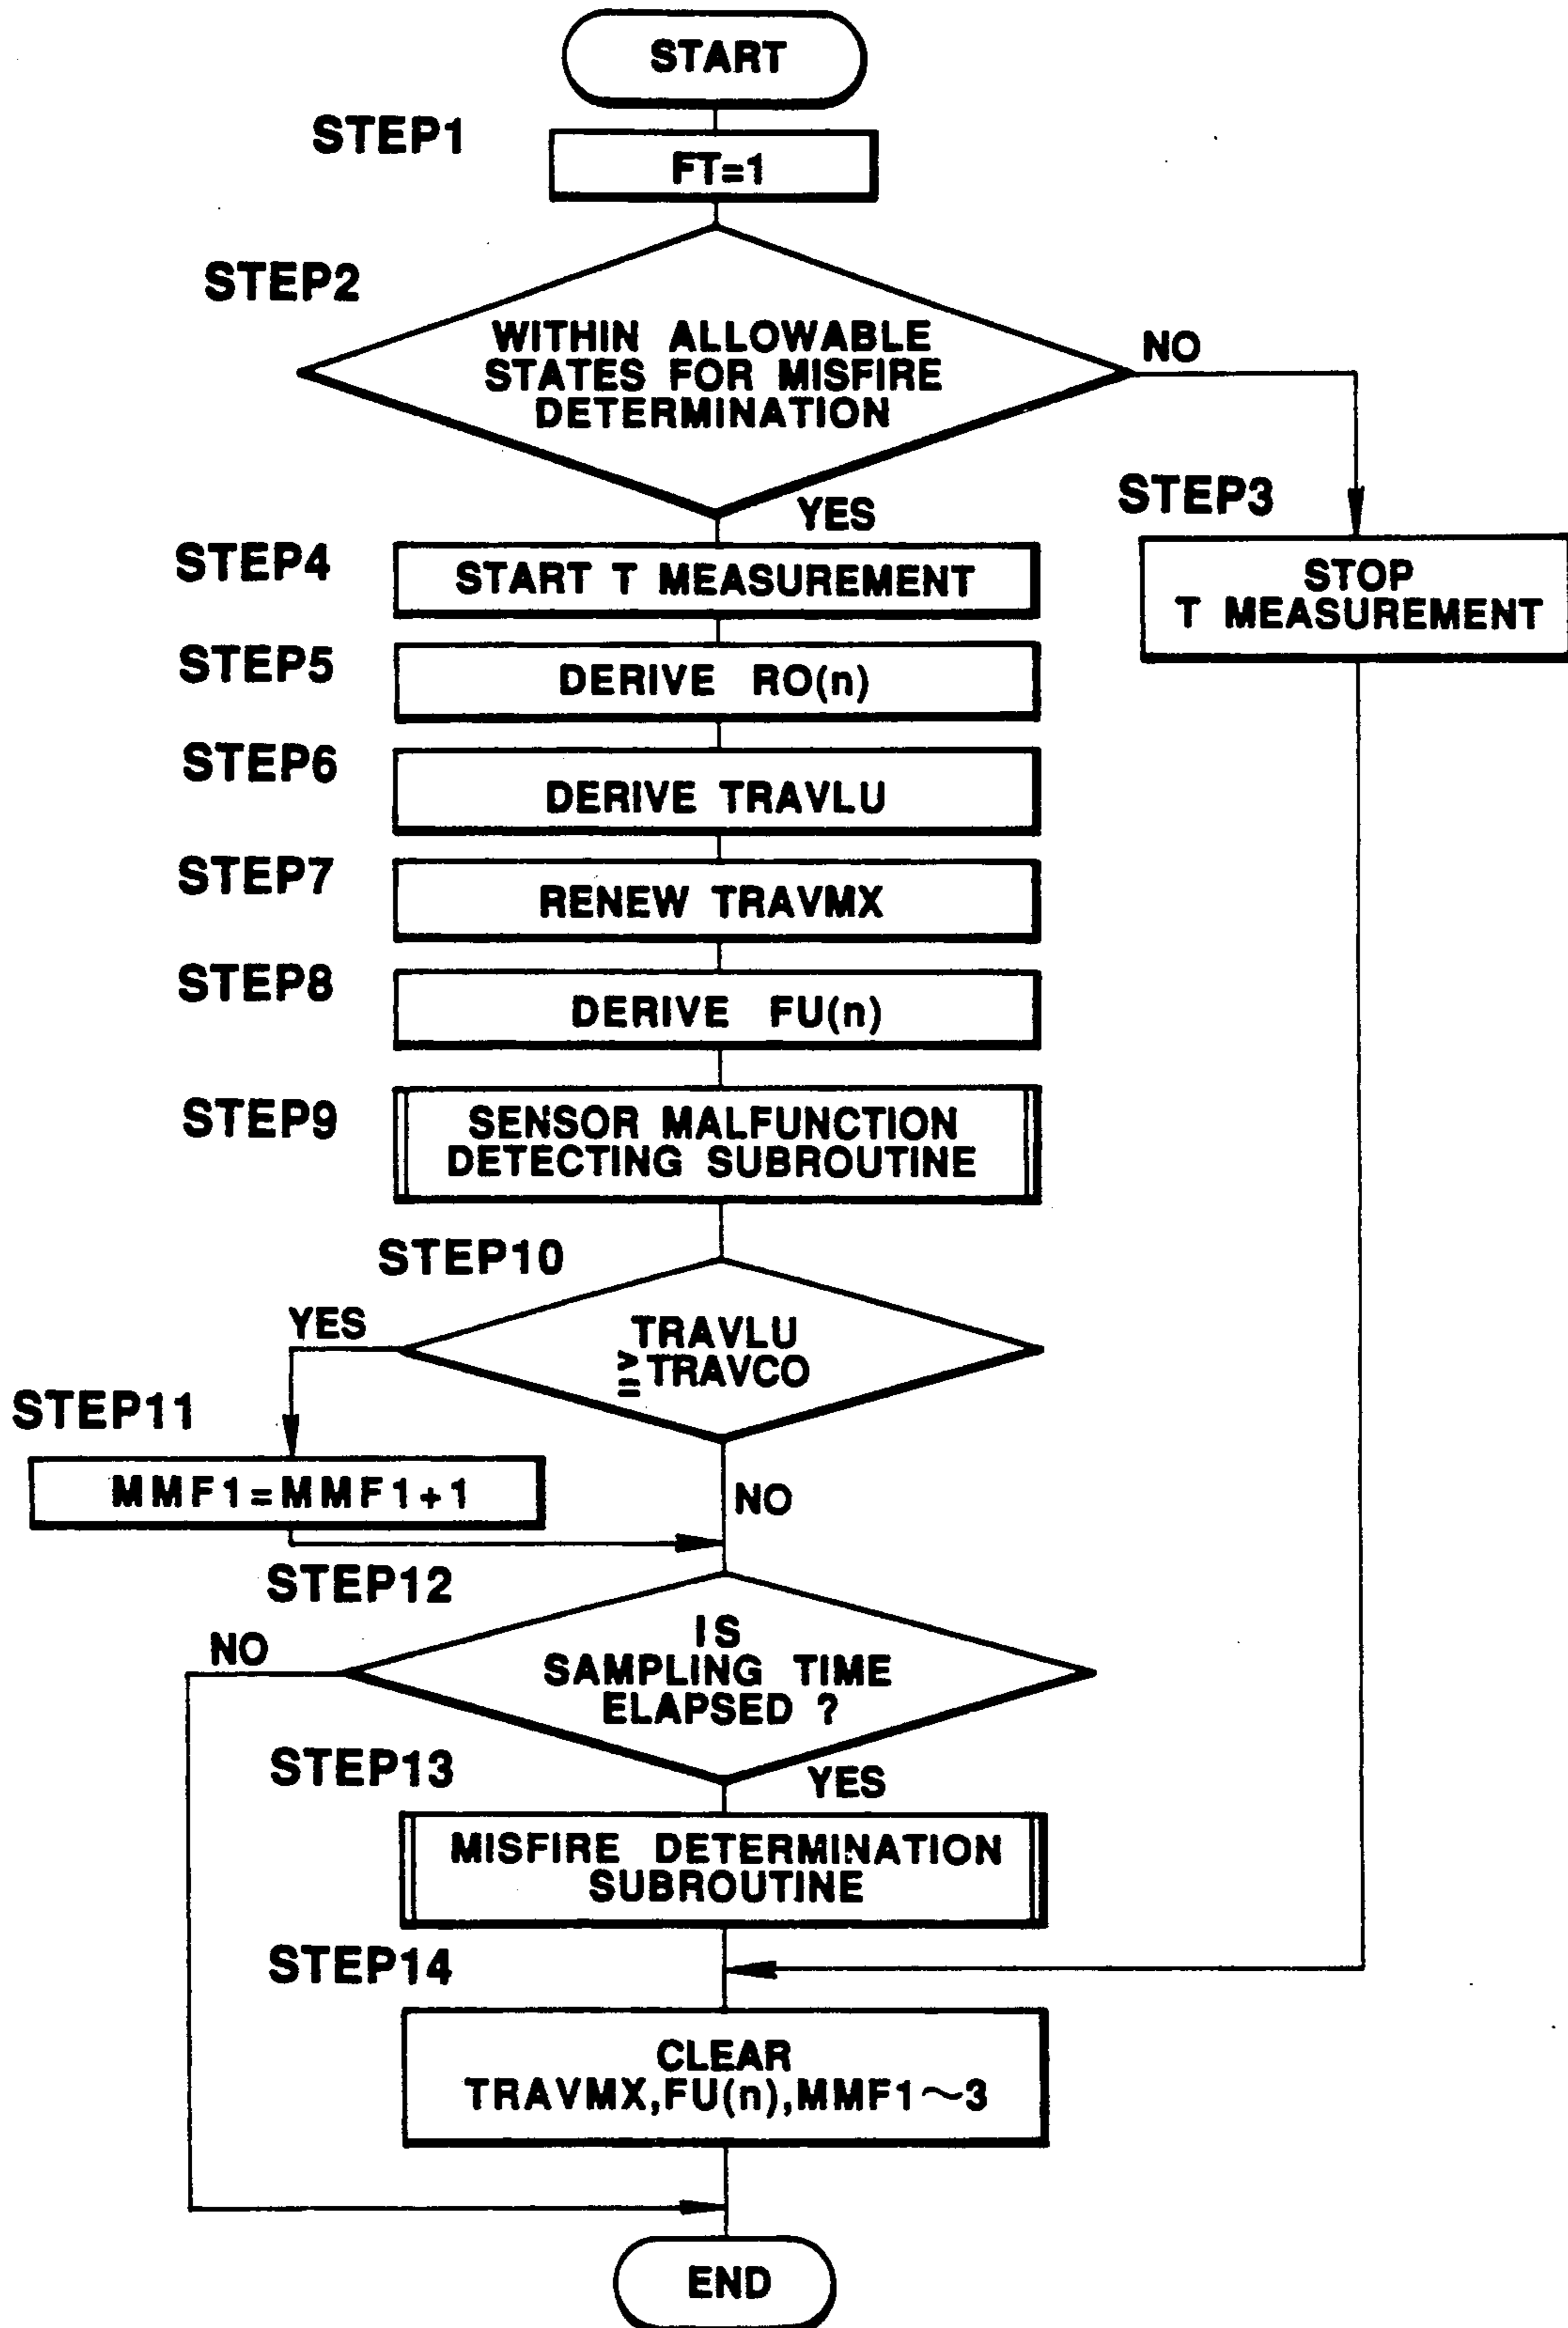 START
STEP1
FT=1
STEP2
WITHIN ALLOWABLE
STATES FOR MISFIRE
DETERMINATION
NO
YES
STEP3
STOP
T MEASUREMENT
STEP4
START T MEASUREMENT
STEP5
DERIVE RO(n)
STEP6
DERIVE TRAVLU
STEP7
RENEW TRAVMX
STEP8
DERIVE FU(n)
STEP9
SENSOR MALFUNCTION
DETECTING SUBROUTINE
STEP10
YES
TRAVLU
≧TRAVCO
STEP11
MMF1=MMF1+1
NO
STEP12
NO
IS
SAMPLING TIME
ELAPSED ?
STEP13
YES
MISFIRE DETERMINATION
SUBROUTINE
STEP14
CLEAR
TRAVMX,FU(n),MMF1~3
END